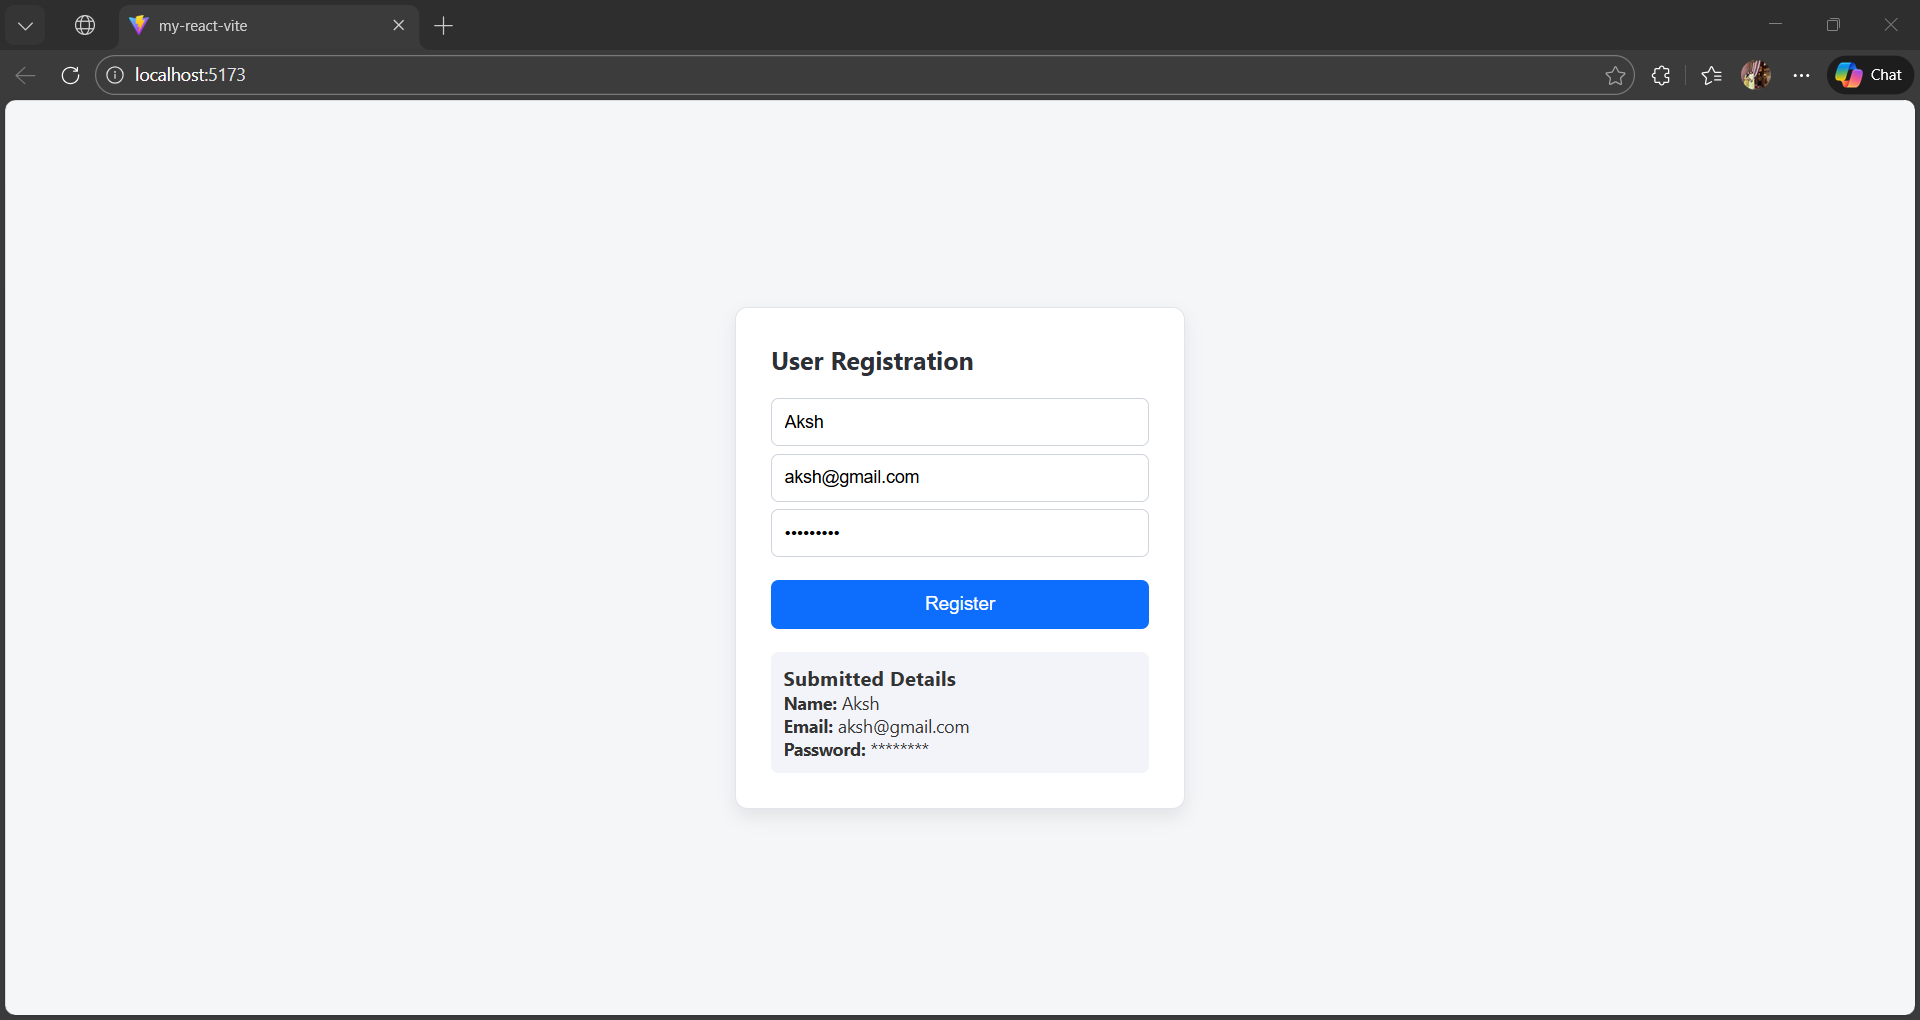 my-react-vite
localhost:5173
Chat
User Registration
Aksh
aksh@gmail.com
•••••••••
Register
Submitted Details
Name: Aksh
Email: aksh@gmail.com
Password: ********